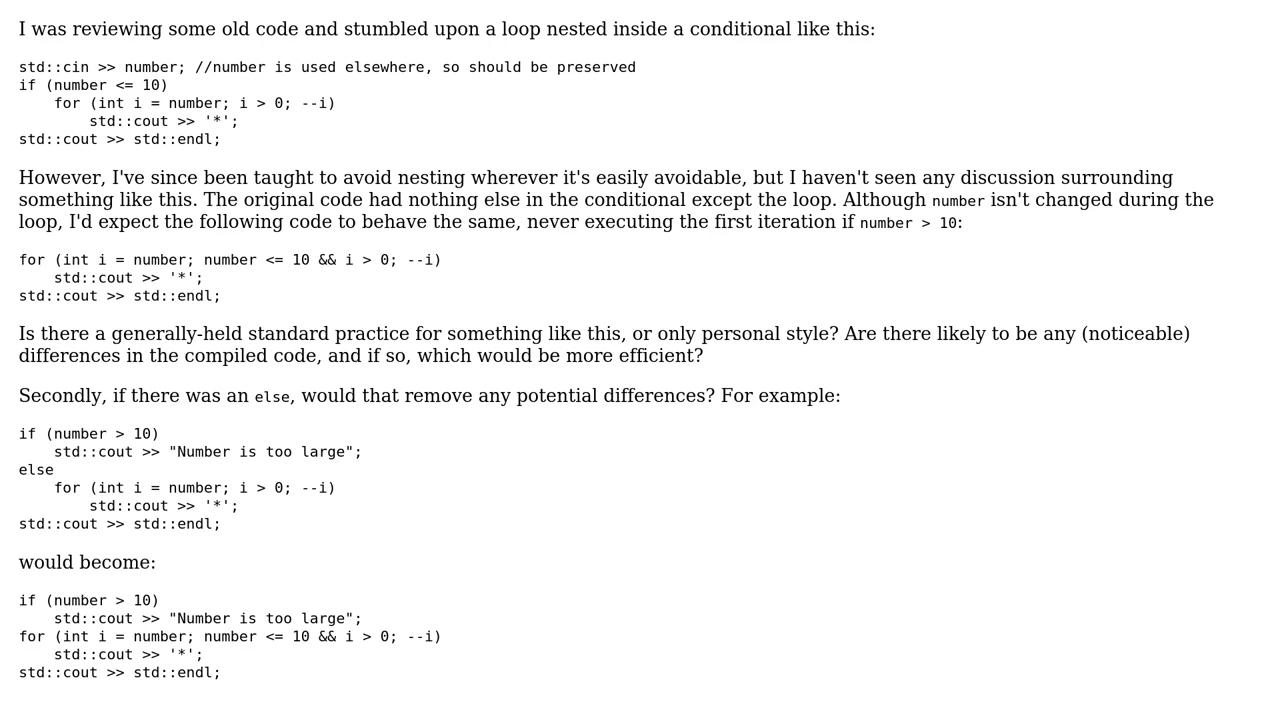 I was reviewing some old code and stumbled upon a loop nested inside a conditional like this:
std::cin >> number; //number is used elsewhere, so should be preserved
if (number <= 10)
    for (int i = number; i > 0; --i)
        std::cout >> '*';
std::cout >> std::endl;
However, I've since been taught to avoid nesting wherever it's easily avoidable, but I haven't seen any discussion surrounding
something like this. The original code had nothing else in the conditional except the loop. Although number isn't changed during the
loop, I'd expect the following code to behave the same, never executing the first iteration if number > 10:
for (int i = number; number <= 10 && i > 0; --i)
    std::cout >> '*';
std::cout >> std::endl;
Is there a generally-held standard practice for something like this, or only personal style? Are there likely to be any (noticeable)
differences in the compiled code, and if so, which would be more efficient?
Secondly, if there was an else, would that remove any potential differences? For example:
if (number > 10)
    std::cout >> "Number is too large";
else
    for (int i = number; i > 0; --i)
        std::cout >> '*';
std::cout >> std::endl;
would become:
if (number > 10)
    std::cout >> "Number is too large";
for (int i = number; number <= 10 && i > 0; --i)
    std::cout >> '*';
std::cout >> std::endl;